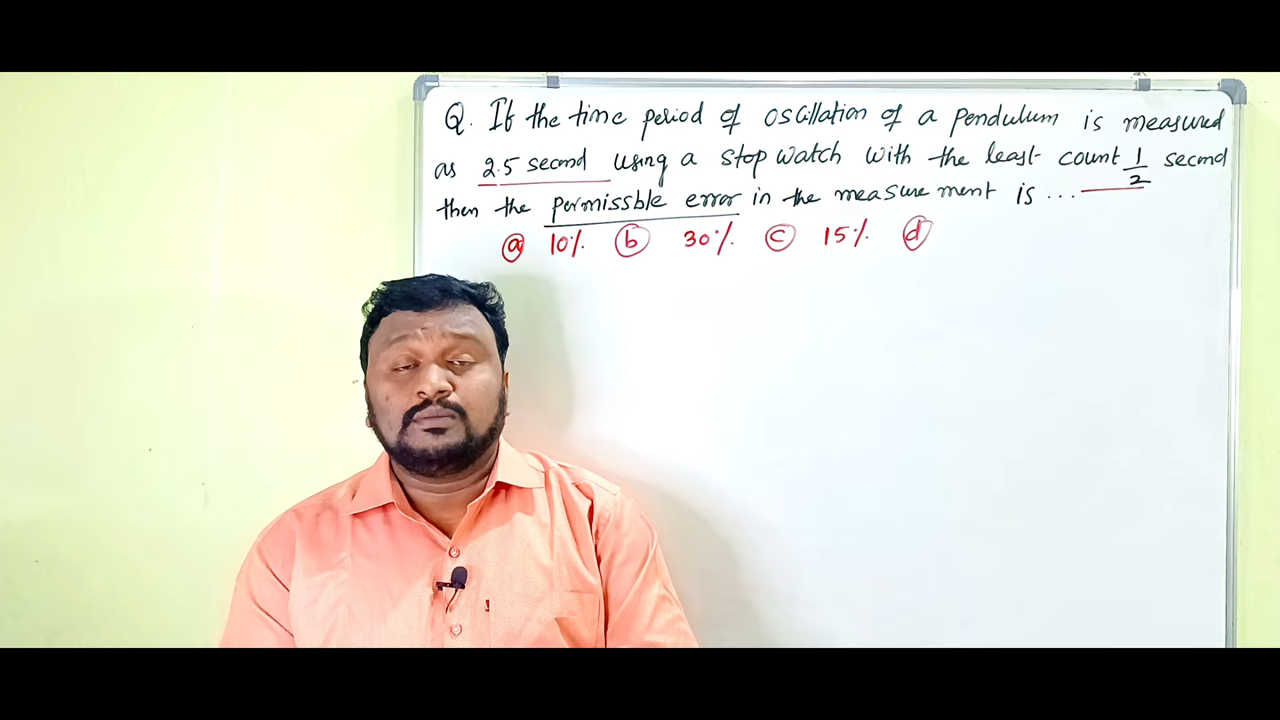 Q. If the time period of oscillation of a pendulum is measured
as 2.5 second using a stop watch with the least count 1/2 second
then the permissble error in the measurement is ...
(a) 10% (b) 30% (c) 15% (d)